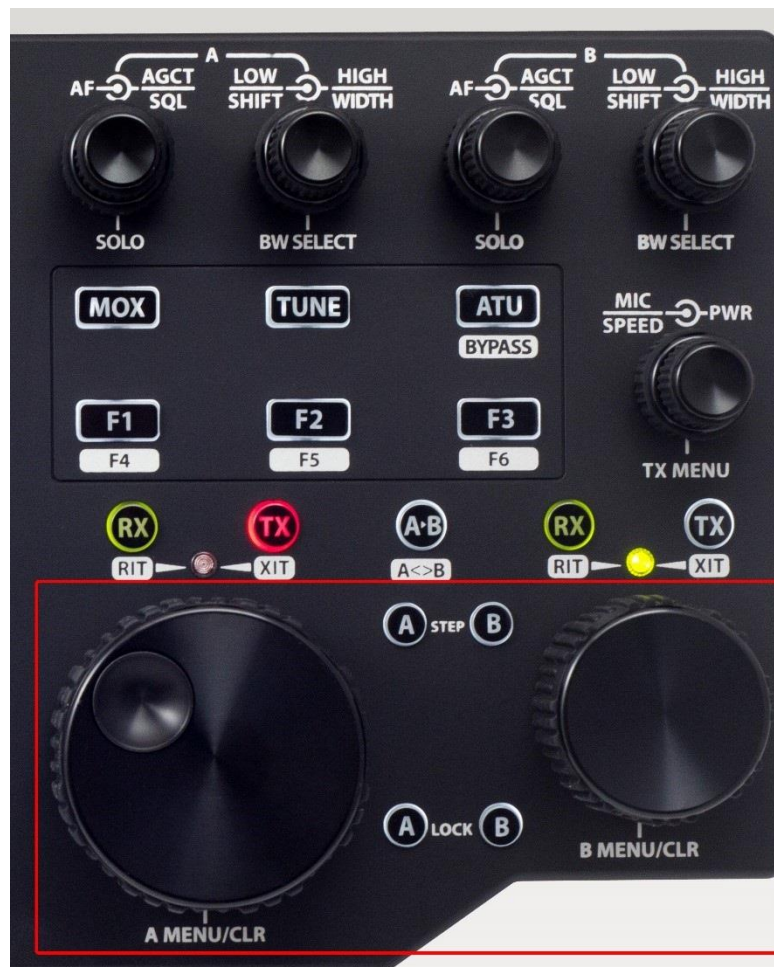 A
B
AF AGCT LOW HIGH
SQL SHIFT WIDTH
AF AGCT LOW HIGH
SQL SHIFT WIDTH
SOLO
BW SELECT
SOLO
BW SELECT
MOX
TUNE
ATU
BYPASS
MIC PWR
SPEED
F1
F2
F3
F4
F5
F6
TX MENU
RX
TX
A▸B
RX
TX
RIT
XIT
A<>B
RIT
XIT
A STEP B
A LOCK B
B MENU/CLR
A MENU/CLR